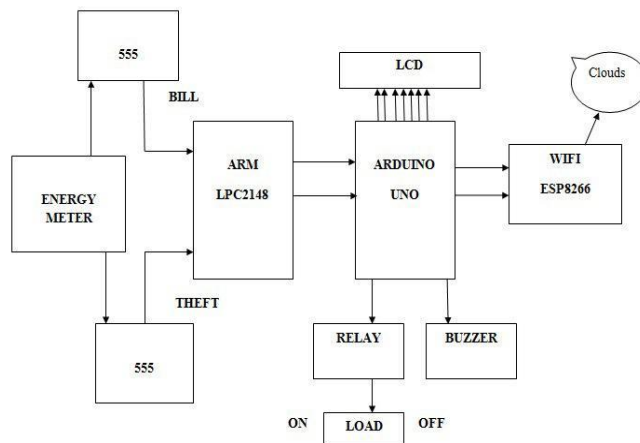 555
LCD
Clouds
BILL
ARM
LPC2148
ARDUINO
UNO
WIFI
ESP8266
ENERGY
METER
THEFT
555
RELAY
BUZZER
ON
LOAD
OFF